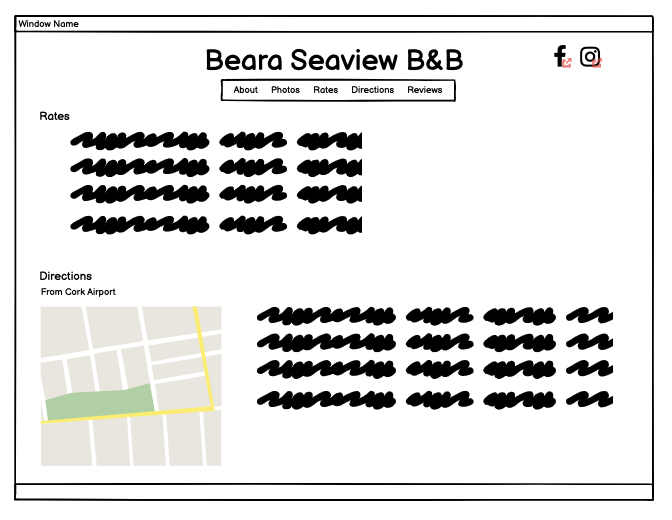 Window Name
Beara Seaview B&B
About Photos Rates Directions Reviews
Rates
Directions
From Cork Airport